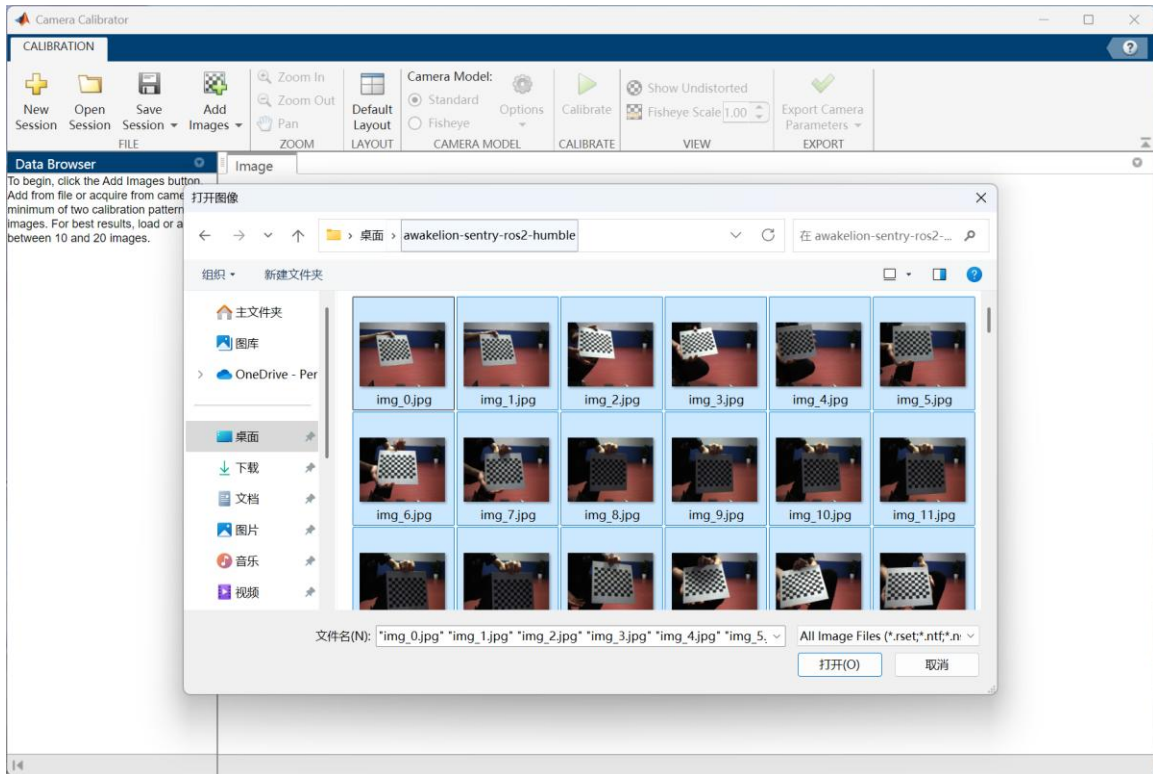 Camera Calibrator
CALIBRATION
New Session
Open Session
Save Session
Add Images
FILE
Zoom In
Zoom Out
Pan
ZOOM
Default Layout
LAYOUT
Camera Model:
Standard
Fisheye
Options
CAMERA MODEL
Calibrate
CALIBRATE
Show Undistorted
Fisheye Scale 1.00
VIEW
Export Camera Parameters
EXPORT
Data Browser
Image
To begin, click the Add Images button.
Add from file or acquire from came
minimum of two calibration pattern
images. For best results, load or a
between 10 and 20 images.
打开图像
桌面 › awakelion-sentry-ros2-humble
在 awakelion-sentry-ros2-...
组织
新建文件夹
主文件夹
图库
OneDrive - Per
桌面
下载
文档
图片
音乐
视频
img_0.jpg img_1.jpg img_2.jpg img_3.jpg img_4.jpg img_5.jpg
img_6.jpg img_7.jpg img_8.jpg img_9.jpg img_10.jpg img_11.jpg
文件名(N): "img_0.jpg" "img_1.jpg" "img_2.jpg" "img_3.jpg" "img_4.jpg" "img_5.
All Image Files (*.rset;*.ntf;*.n
打开(O)
取消